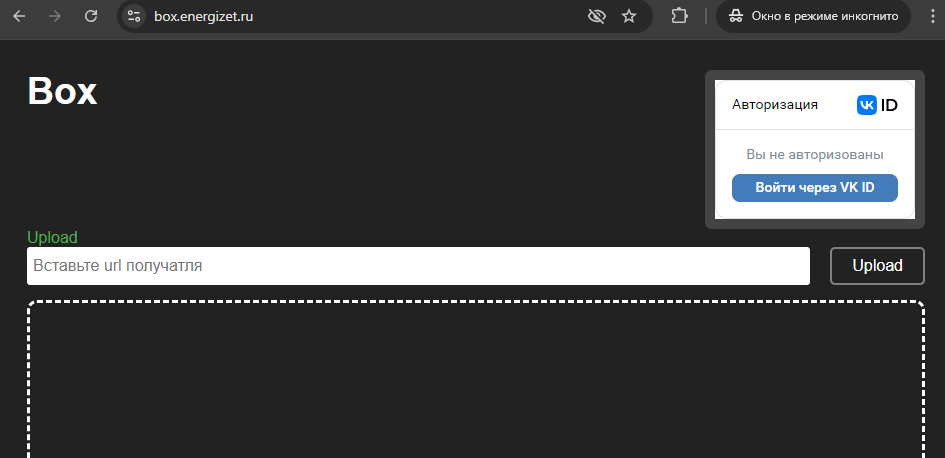 box.energizet.ru
Окно в режиме инкогнито
Box
Авторизация
VK ID
Вы не авторизованы
Войти через VK ID
Upload
Вставьте url получатля
Upload